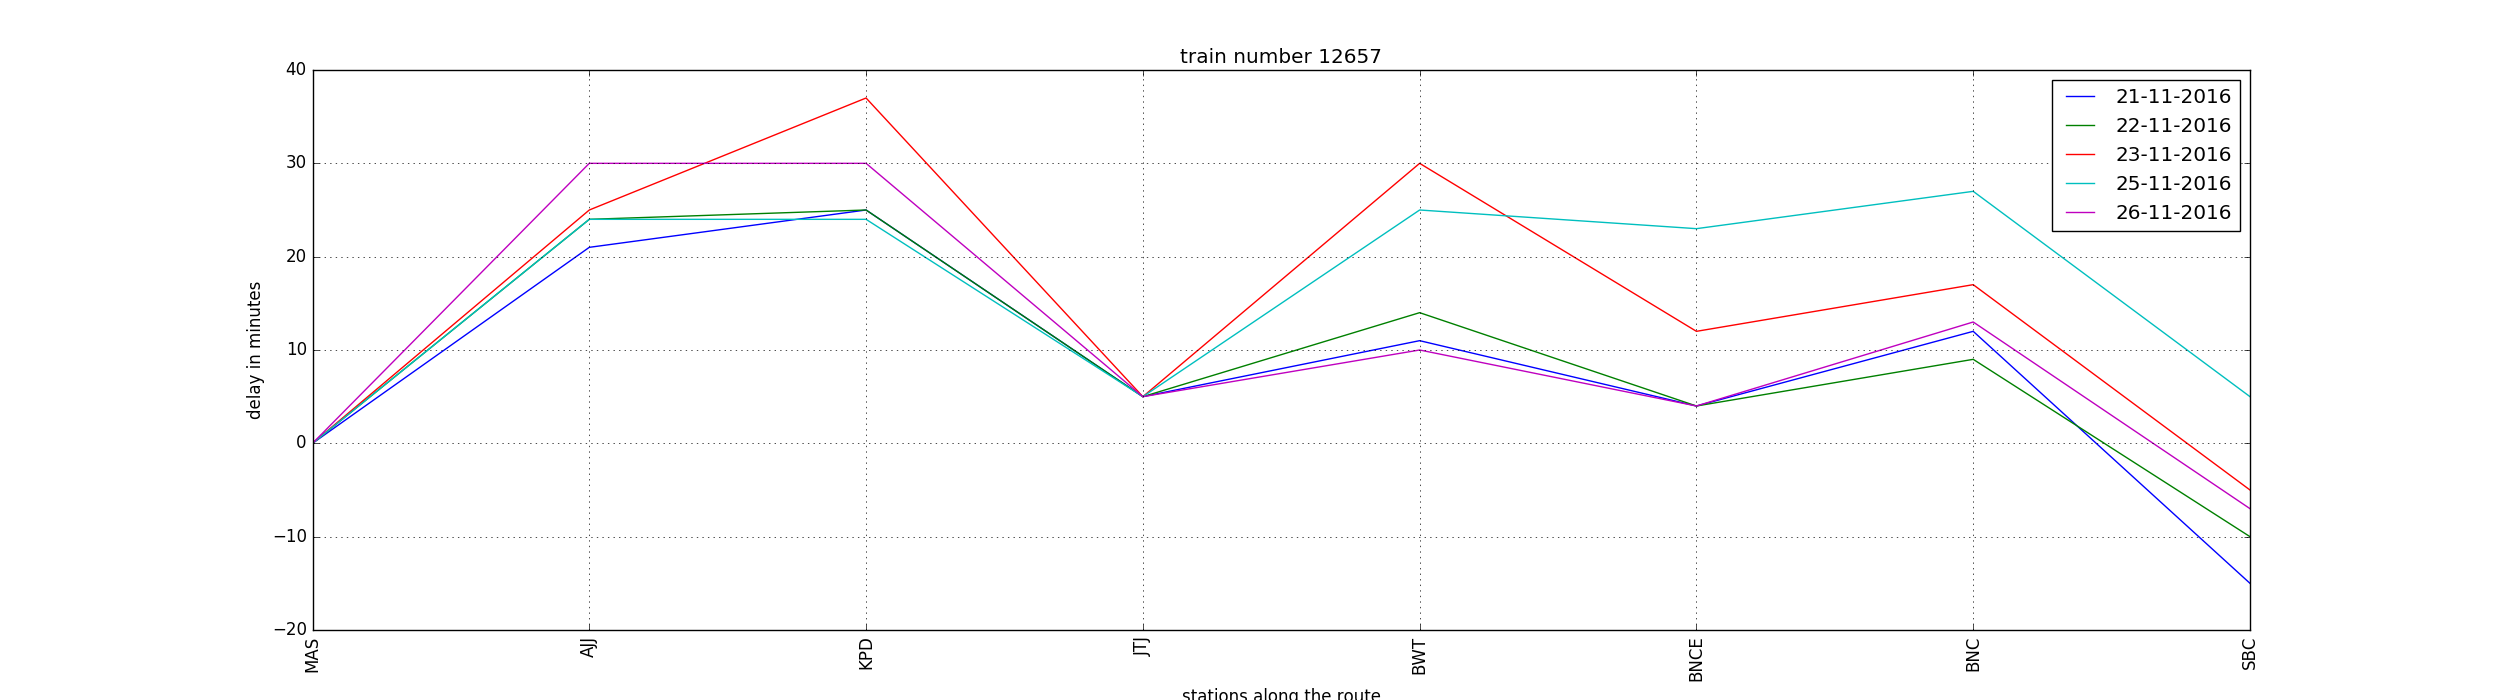 train number 12657
40
30
20
10
0
−10
−20
delay in minutes
21-11-2016
22-11-2016
23-11-2016
25-11-2016
26-11-2016
MAS
AJJ
KPD
JTJ
BWT
BNCE
BNC
SBC
stations along the route